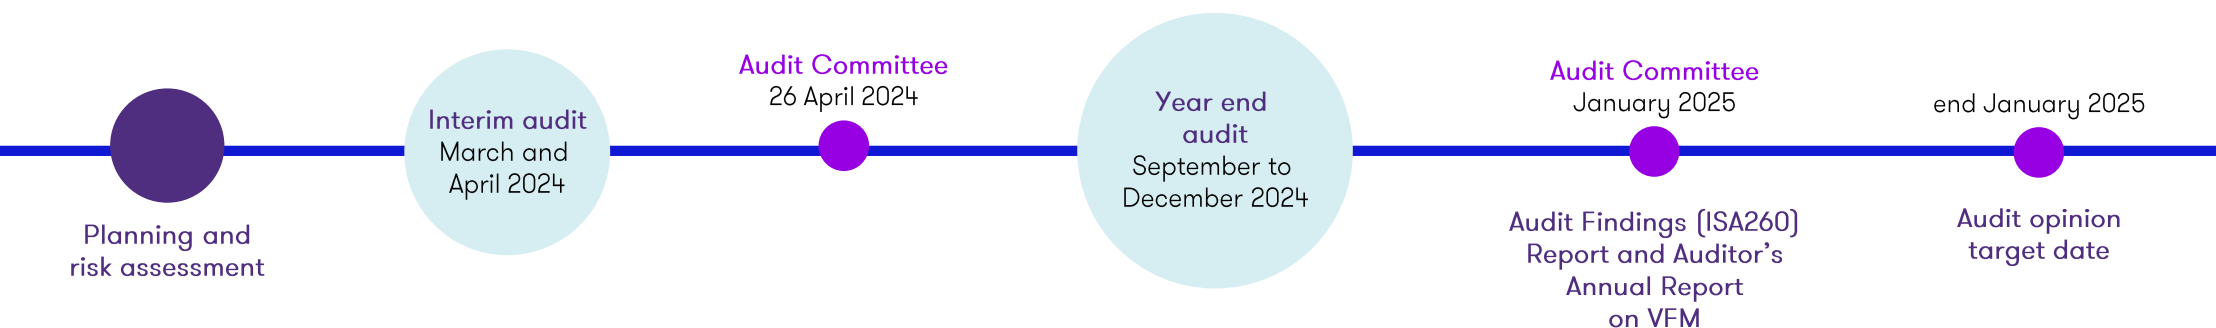 Planning and
risk assessment
Interim audit
March and
April 2024
Audit Committee
26 April 2024
Year end
audit
September to
December 2024
Audit Committee
January 2025
Audit Findings (ISA260)
Report and Auditor's
Annual Report
on VFM
end January 2025
Audit opinion
target date